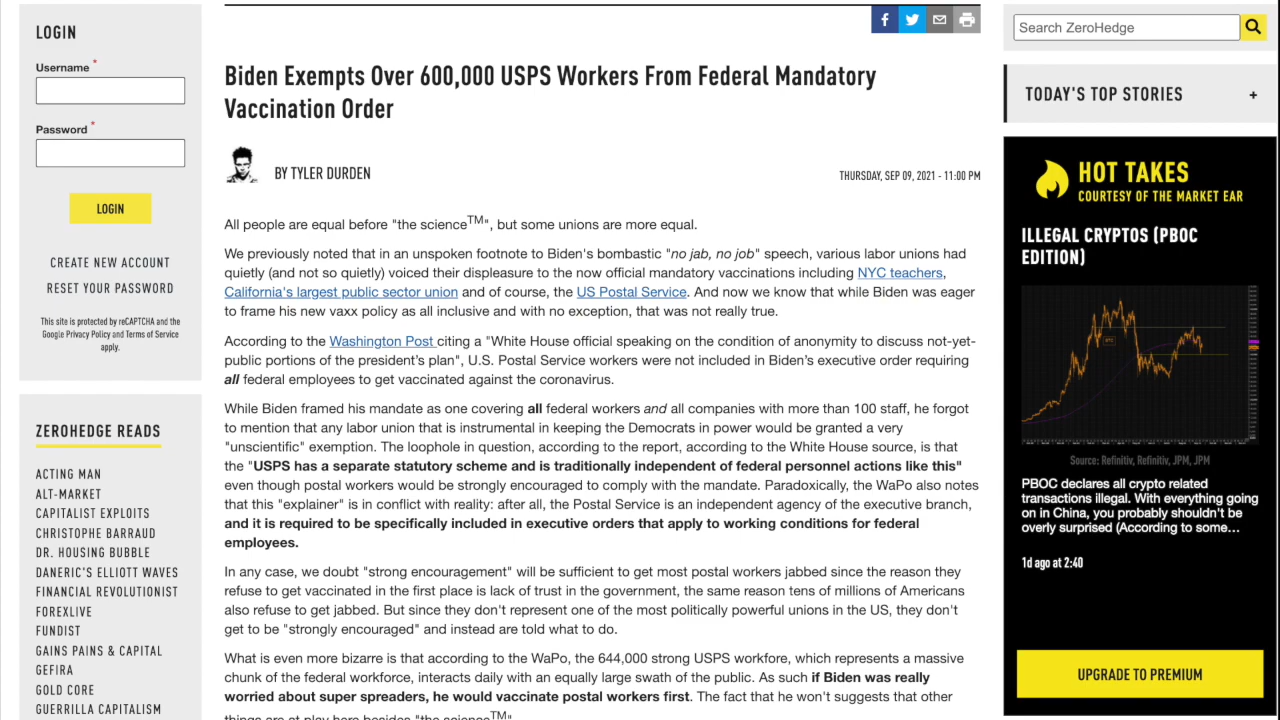 LOGIN
Username *
Password *
LOGIN
CREATE NEW ACCOUNT
RESET YOUR PASSWORD
This site is protected by reCAPTCHA and the
Google Privacy Policy and Terms of Service
apply.
ZEROHEDGE READS
ACTING MAN
ALT-MARKET
CAPITALIST EXPLOITS
CHRISTOPHE BARRAUD
DR. HOUSING BUBBLE
DANERIC'S ELLIOTT WAVES
FINANCIAL REVOLUTIONIST
FOREXLIVE
FUNDIST
GAINS PAINS & CAPITAL
GEFIRA
GOLD CORE
GUERRILLA CAPITALISM
Biden Exempts Over 600,000 USPS Workers From Federal Mandatory
Vaccination Order
BY TYLER DURDEN
THURSDAY, SEP 09, 2021 - 11:00 PM
All people are equal before "the scienceTM", but some unions are more equal.
We previously noted that in an unspoken footnote to Biden's bombastic "no jab, no job" speech, various labor unions had
quietly (and not so quietly) voiced their displeasure to the now official mandatory vaccinations including NYC teachers,
California's largest public sector union and of course, the US Postal Service. And now we know that while Biden was eager
to frame his new vaxx policy as all inclusive and with no exception, that was not really true.
According to the Washington Post citing a "White House official speaking on the condition of anonymity to discuss not-yet-
public portions of the president's plan", U.S. Postal Service workers were not included in Biden's executive order requiring
all federal employees to get vaccinated against the coronavirus.
While Biden framed his mandate as one covering all federal workers and all companies with more than 100 staff, he forgot
to mention that any labor union that is instrumental in keeping the Democrats in power would be granted a very
"unscientific" exemption. The loophole in question, according to the report, according to the White House source, is that
the "USPS has a separate statutory scheme and is traditionally independent of federal personnel actions like this"
even though postal workers would be strongly encouraged to comply with the mandate. Paradoxically, the WaPo also notes
that this "explainer" is in conflict with reality: after all, the Postal Service is an independent agency of the executive branch,
and it is required to be specifically included in executive orders that apply to working conditions for federal
employees.
In any case, we doubt "strong encouragement" will be sufficient to get most postal workers jabbed since the reason they
refuse to get vaccinated in the first place is lack of trust in the government, the same reason tens of millions of Americans
also refuse to get jabbed. But since they don't represent one of the most politically powerful unions in the US, they don't
get to be "strongly encouraged" and instead are told what to do.
What is even more bizarre is that according to the WaPo, the 644,000 strong USPS workfore, which represents a massive
chunk of the federal workforce, interacts daily with an equally large swath of the public. As such if Biden was really
worried about super spreaders, he would vaccinate postal workers first. The fact that he won't suggests that other
things are at play here besides "the scienceTM".
Search ZeroHedge
TODAY'S TOP STORIES +
HOT TAKES
COURTESY OF THE MARKET EAR
ILLEGAL CRYPTOS (PBOC
EDITION)
Source: Refinitiv, Refinitiv, JPM, JPM
PBOC declares all crypto related
transactions illegal. With everything going
on in China, you probably shouldn't be
overly surprised (According to some...
1d ago at 2:40
UPGRADE TO PREMIUM